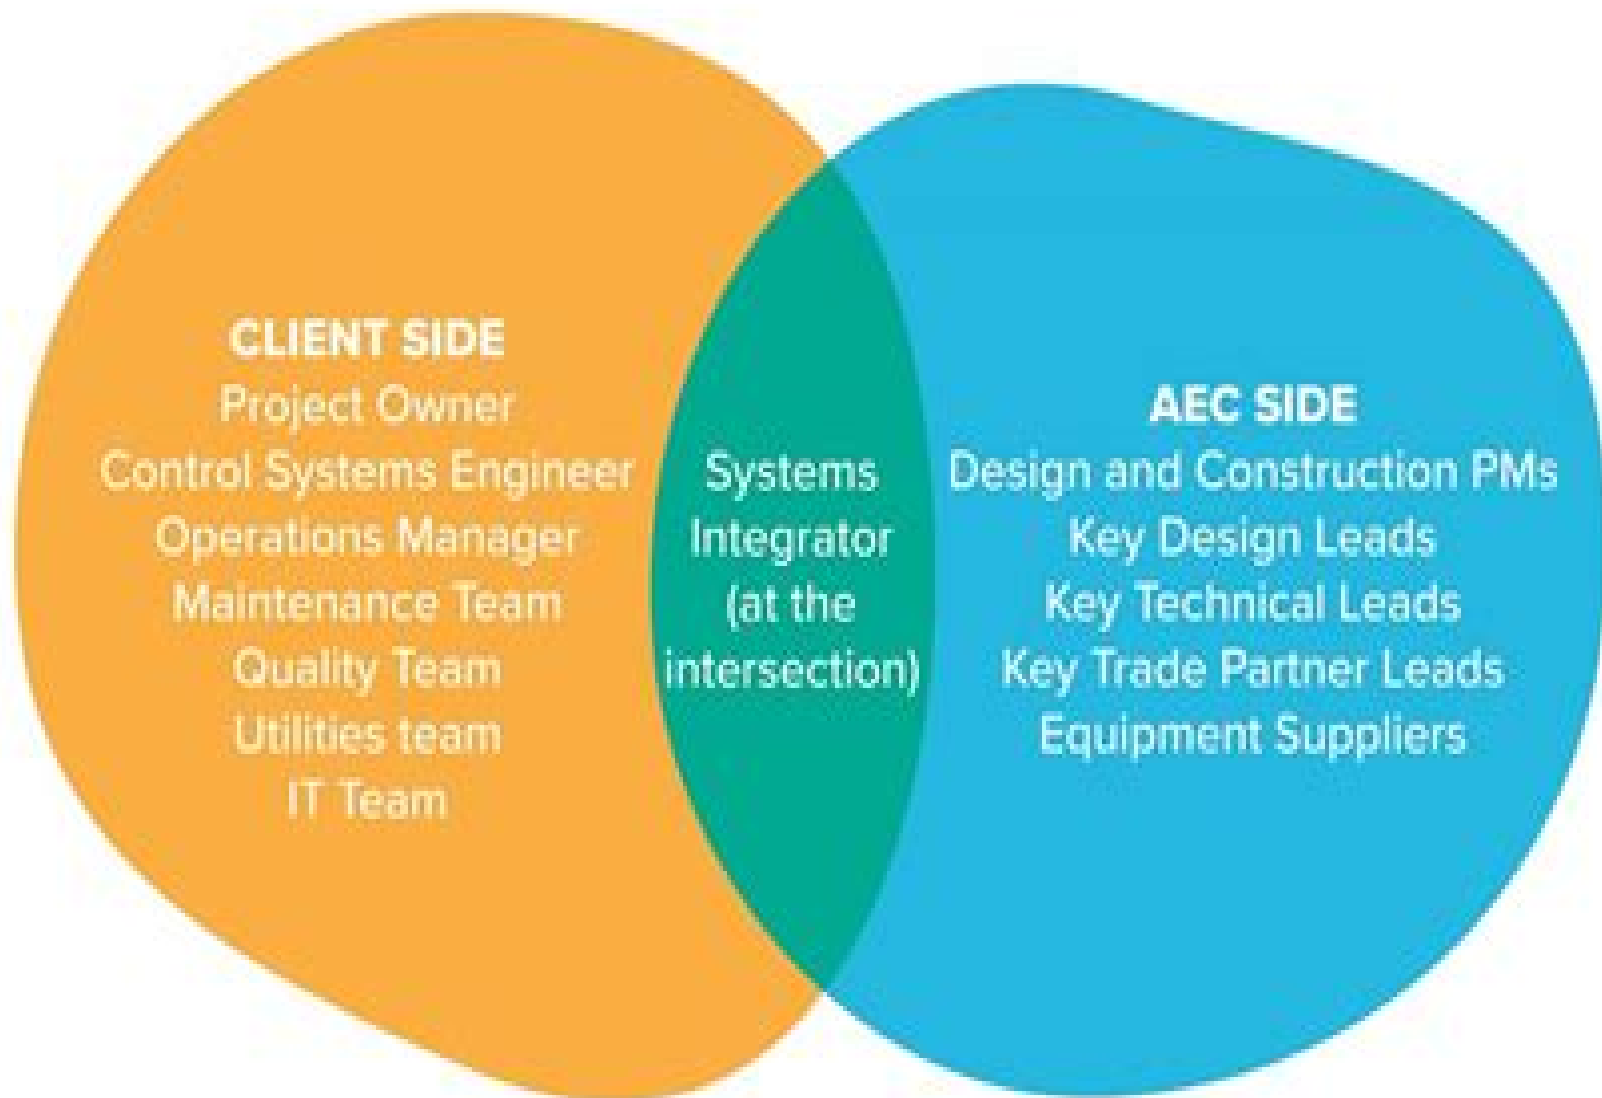 CLIENT SIDE
Project Owner
Control Systems Engineer
Operations Manager
Maintenance Team
Quality Team
Utilities team
IT Team
Systems
Integrator
(at the
intersection)
AEC SIDE
Design and Construction PMs
Key Design Leads
Key Technical Leads
Key Trade Partner Leads
Equipment Suppliers